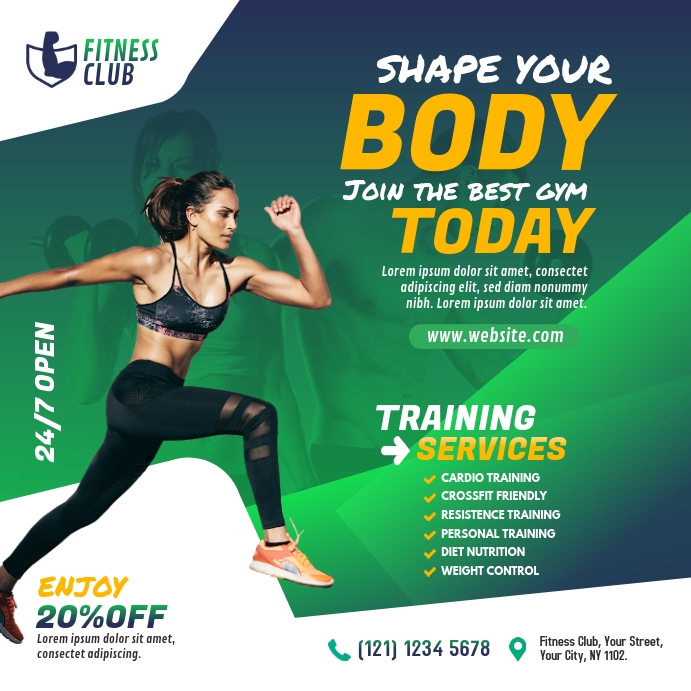 FITNESS
CLUB
SHAPE YOUR
BODY
JOIN THE BEST GYM
TODAY
Lorem ipsum dolor sit amet, consectet
adipiscing elit, sed diam nonummy
nibh. Lorem ipsum dolor sit amet.
www.website.com
24/7 OPEN
TRAINING
SERVICES
CARDIO TRAINING
CROSSFIT FRIENDLY
RESISTENCE TRAINING
PERSONAL TRAINING
DIET NUTRITION
WEIGHT CONTROL
ENJOY
20%OFF
Lorem ipsum dolor sit amet,
consectet adipiscing.
(121) 1234 5678
Fitness Club, Your Street,
Your City, NY 1102.